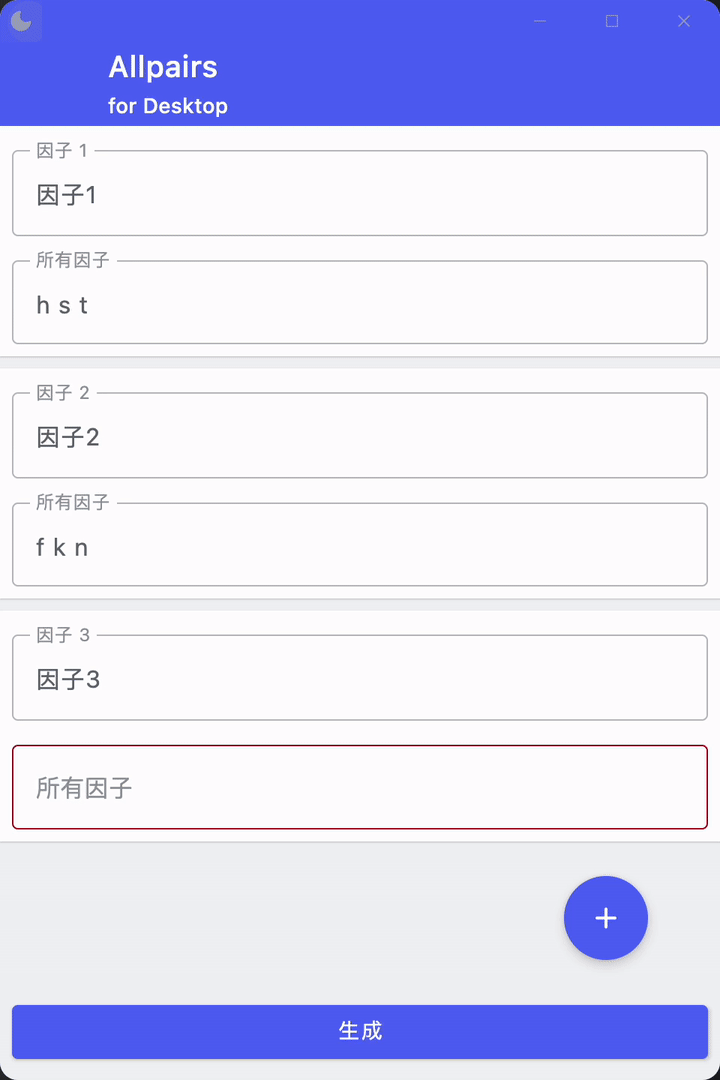 Allpairs
for Desktop
因子 1
因子1
所有因子
h s t
因子 2
因子2
所有因子
f k n
因子 3
因子3
所有因子
+
生成